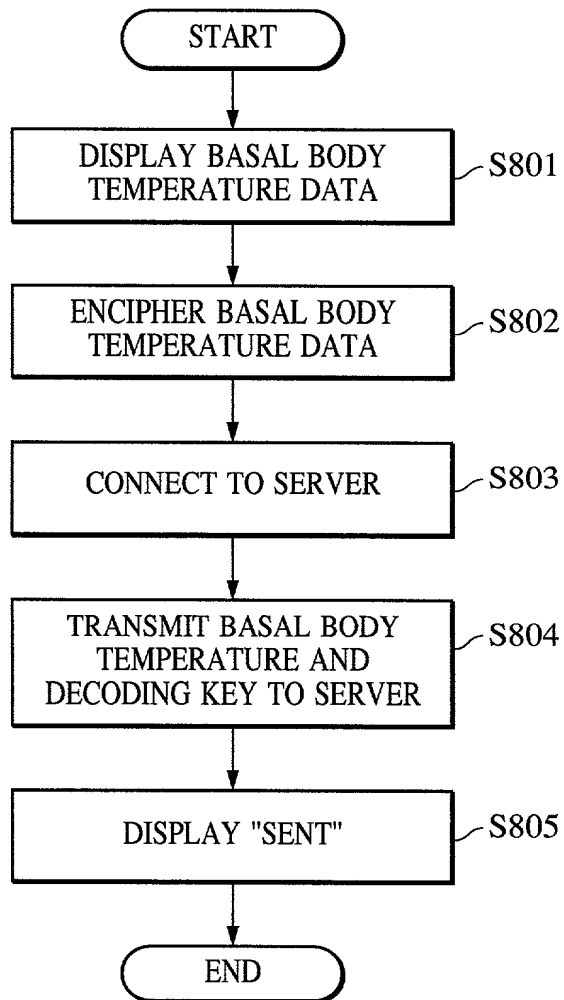 START
DISPLAY BASAL BODY
TEMPERATURE DATA
S801
ENCIPHER BASAL BODY
TEMPERATURE DATA
S802
CONNECT TO SERVER
S803
TRANSMIT BASAL BODY
TEMPERATURE AND
DECODING KEY TO SERVER
S804
DISPLAY "SENT"
S805
END